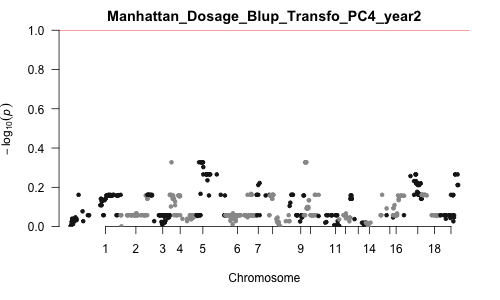 Manhattan_Dosage_Blup_Transfo_PC4_year2
1.0
0.8
0.6
0.4
0.2
0.0
− log₁₀(p)
1 2 3 4 5 6 7 9 11 14 16 18
Chromosome